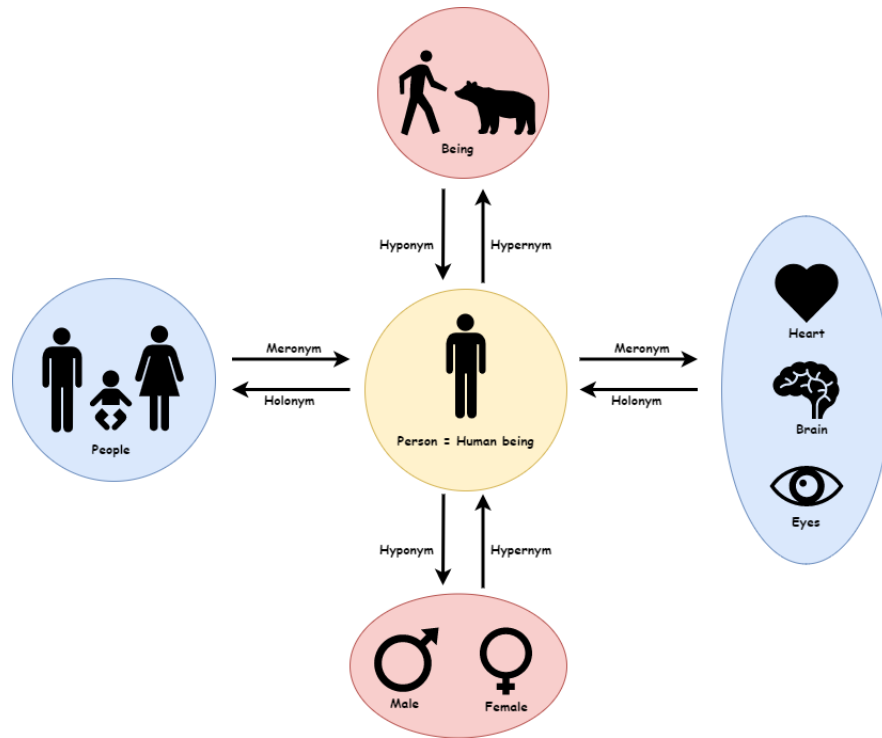 Being
Hyponym
Hypernym
Meronym
Meronym
Heart
Holonym
Holonym
Brain
People
Person = Human being
Eyes
Hyponym
Hypernym
Male
Female